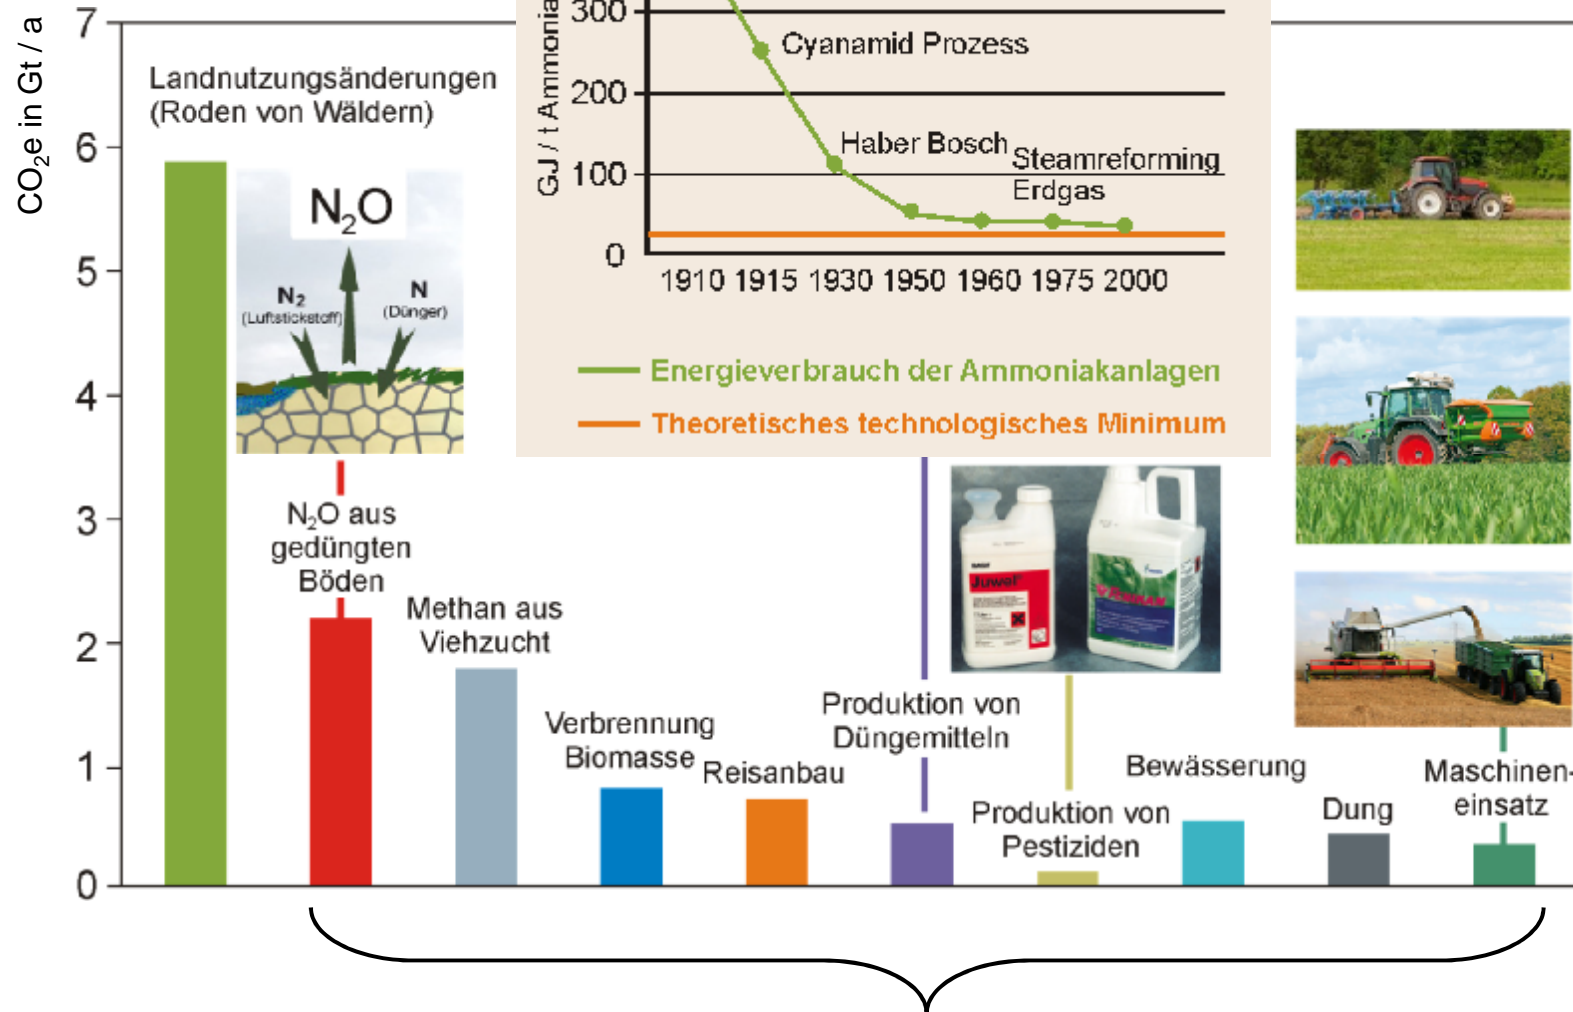 CO₂e in Gt / a
7
6
5
4
3
2
1
0
Landnutzungsänderungen
(Roden von Wäldern)
N₂O
N₂
(Luftstickstoff)
N
(Dünger)
N₂O aus
gedüngten
Böden
Methan aus
Viehzucht
Verbrennung
Biomasse
Reisanbau
Produktion von
Düngemitteln
Produktion von
Pestiziden
Bewässerung
Dung
Maschinen-
einsatz
GJ / t Ammonia
300
200
100
0
Cyanamid Prozess
Haber Bosch
Steamreforming
Erdgas
1910 1915 1930 1950 1960 1975 2000
Energieverbrauch der Ammoniakanlagen
Theoretisches technologisches Minimum
Juwel